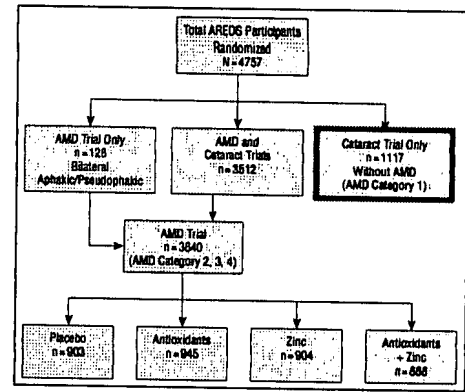 Total AREDS Participants
Randomized
N=4757
AMD Trial Only
n=128
Bilateral
Aphakic/Pseudophakic
AMD and
Cataract Trials
n=3512
Cataract Trial Only
n=1117
Without AMD
(AMD Category 1)
AMD Trial
n=3640
(AMD Category 2, 3, 4)
Placebo
n=903
Antioxidants
n=945
Zinc
n=904
Antioxidants
+ Zinc
n=888